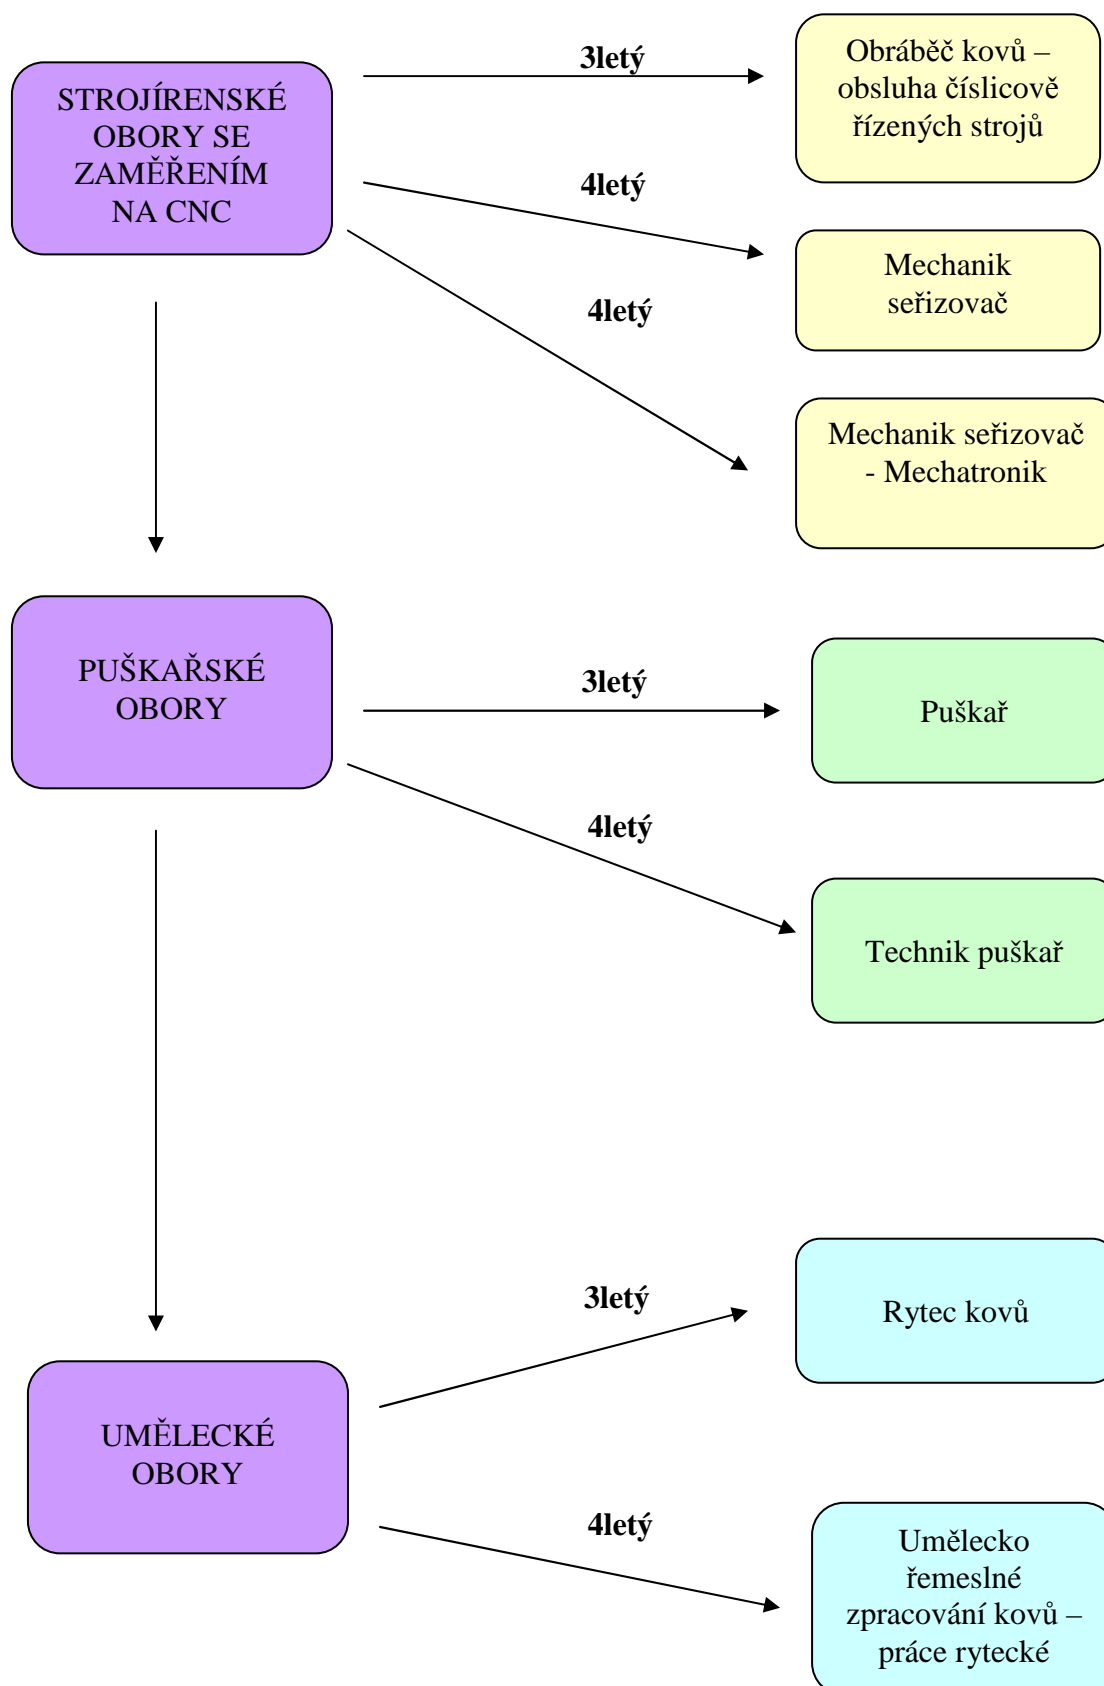 STROJÍRENSKÉ
OBORY SE
ZAMĚŘENÍM
NA CNC
3letý
Obráběč kovů –
obsluha číslicově
řízených strojů
4letý
Mechanik
seřizovač
4letý
Mechanik seřizovač
- Mechatronik
PUŠKAŘSKÉ
OBORY
3letý
Puškař
4letý
Technik puškař
UMĚLECKÉ
OBORY
3letý
Rytec kovů
4letý
Umělecko
řemeslné
zpracování kovů –
práce rytecké